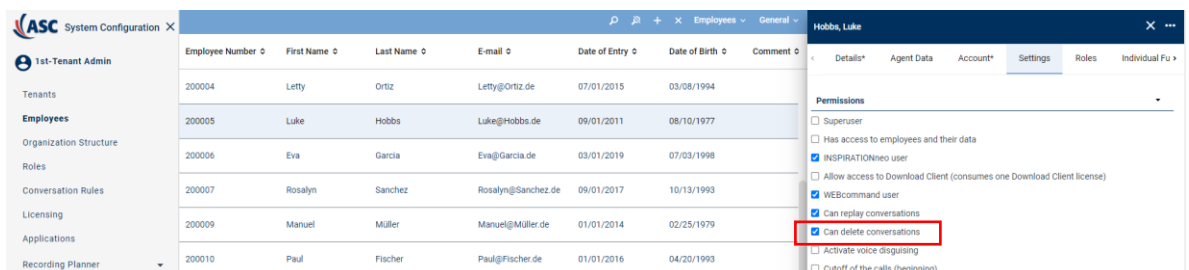 ASC System Configuration
1st-Tenant Admin
Tenants
Employees
Organization Structure
Roles
Conversation Rules
Licensing
Applications
Recording Planner
Employees General
Employee Number First Name Last Name E-mail Date of Entry Date of Birth Comment
200004 Letty Ortiz Letty@Ortiz.de 07/01/2015 03/08/1994
200005 Luke Hobbs Luke@Hobbs.de 09/01/2011 08/10/1977
200006 Eva Garcia Eva@Garcia.de 03/01/2019 07/03/1998
200007 Rosalyn Sanchez Rosalyn@Sanchez.de 09/01/2017 10/13/1993
200009 Manuel Müller Manuel@Müller.de 01/01/2014 02/25/1979
200010 Paul Fischer Paul@Fischer.de 01/01/2016 04/20/1993
Hobbs, Luke
Details* Agent Data Account* Settings Roles Individual Fu
Permissions
Superuser
Has access to employees and their data
INSPIRATIONneo user
Allow access to Download Client (consumes one Download Client license)
WEBcommand user
Can replay conversations
Can delete conversations
Activate voice disguising
Cutoff of the calls (beginning)